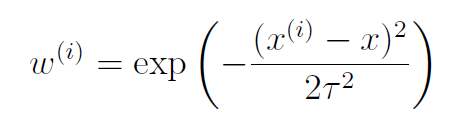 w^{(i)} = \exp\left(-\frac{(x^{(i)} - x)^2}{2\tau^2}\right)